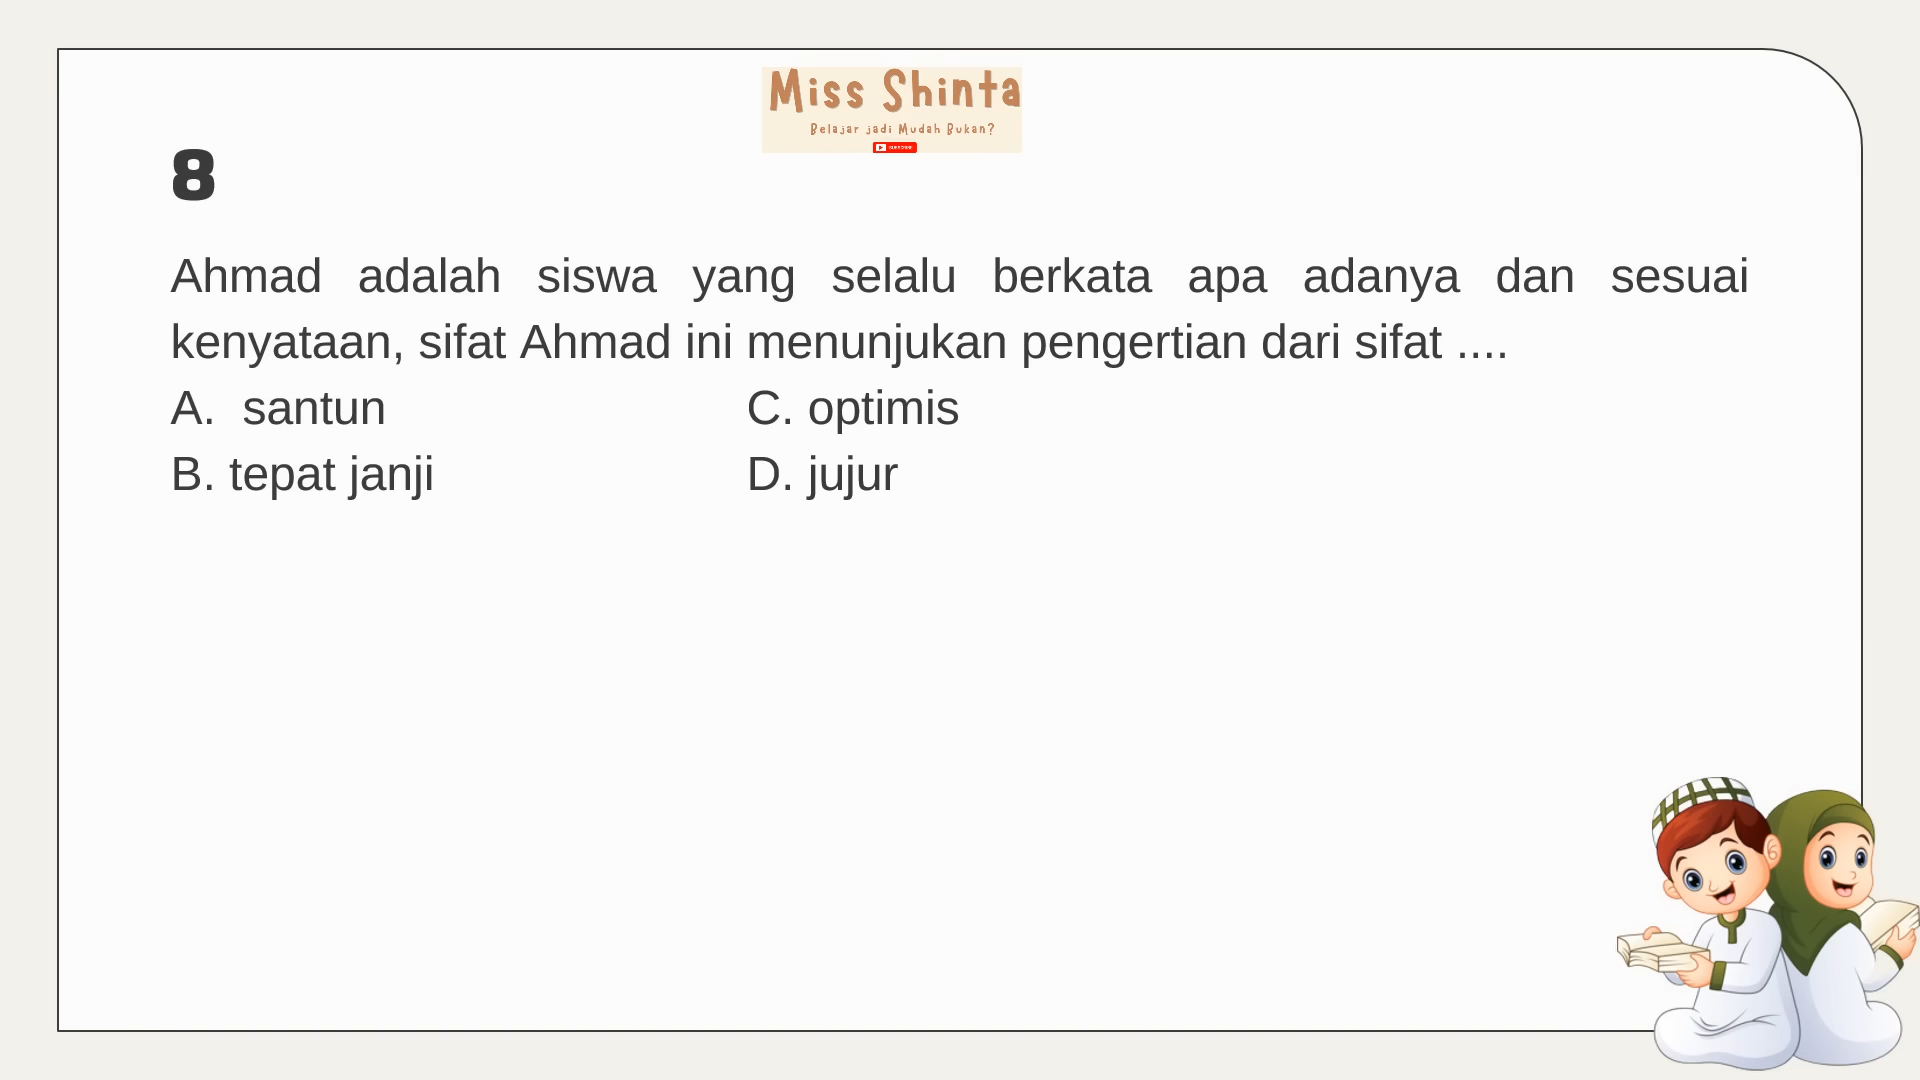 Miss Shinta
Belajar jadi Mudah Bukan?
SUBSCRIBE
8
Ahmad adalah siswa yang selalu berkata apa adanya dan sesuai
kenyataan, sifat Ahmad ini menunjukan pengertian dari sifat ....
A. santun C. optimis
B. tepat janji D. jujur